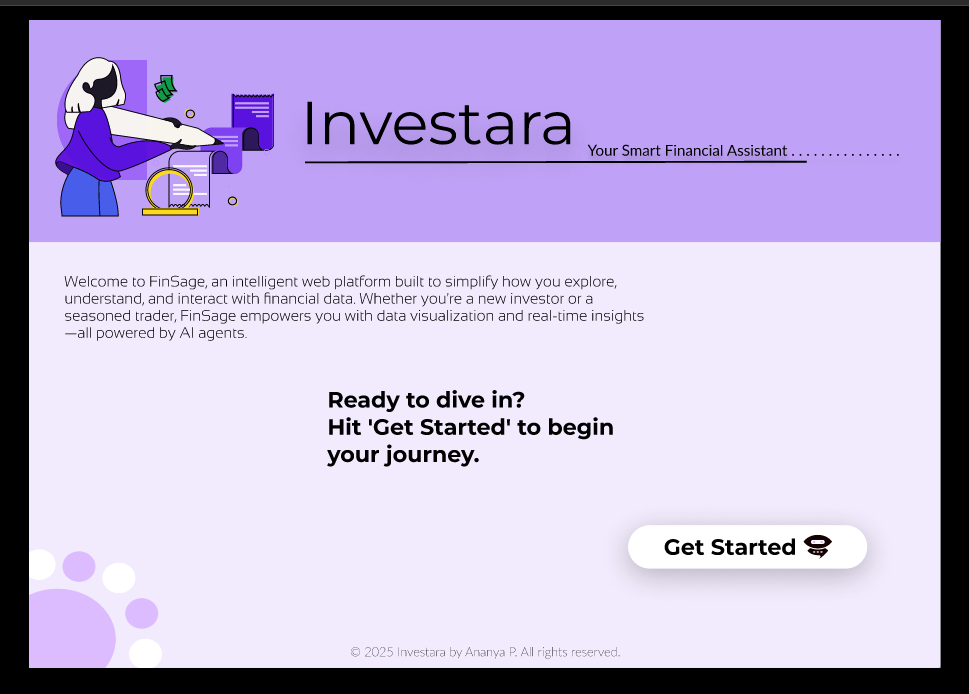 Investara
Your Smart Financial Assistant . . . . . . . . . . . . . . .
Welcome to FinSage, an intelligent web platform built to simplify how you explore,
understand, and interact with financial data. Whether you're a new investor or a
seasoned trader, FinSage empowers you with data visualization and real-time insights
—all powered by AI agents.
Ready to dive in?
Hit 'Get Started' to begin
your journey.
Get Started
© 2025 Investara by Ananya P. All rights reserved.